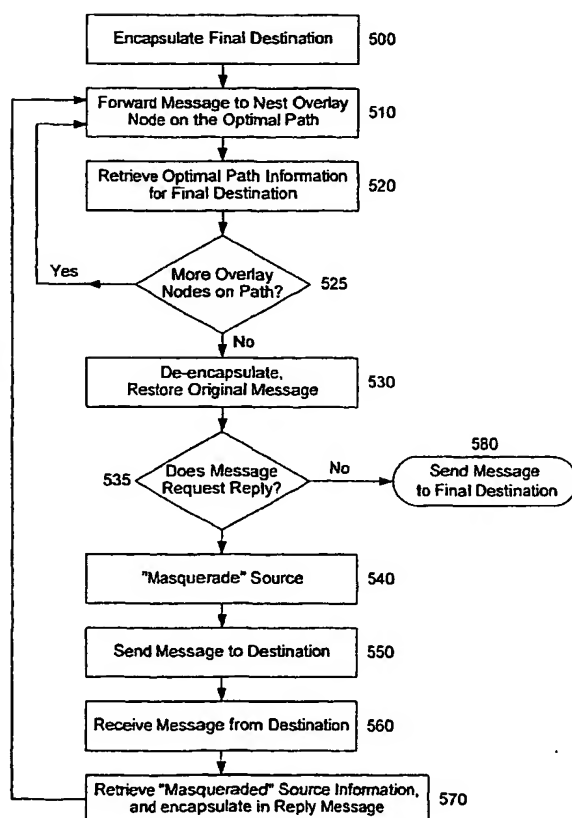 Encapsulate Final Destination 500
Forward Message to Nest Overlay
Node on the Optimal Path 510
Retrieve Optimal Path Information
for Final Destination 520
Yes
More Overlay
Nodes on Path? 525
No
De-encapsulate,
Restore Original Message 530
580
535 Does Message
Request Reply? No
Send Message
to Final Destination
"Masquerade" Source 540
Send Message to Destination 550
Receive Message from Destination 560
Retrieve "Masqueraded" Source Information,
and encapsulate in Reply Message 570